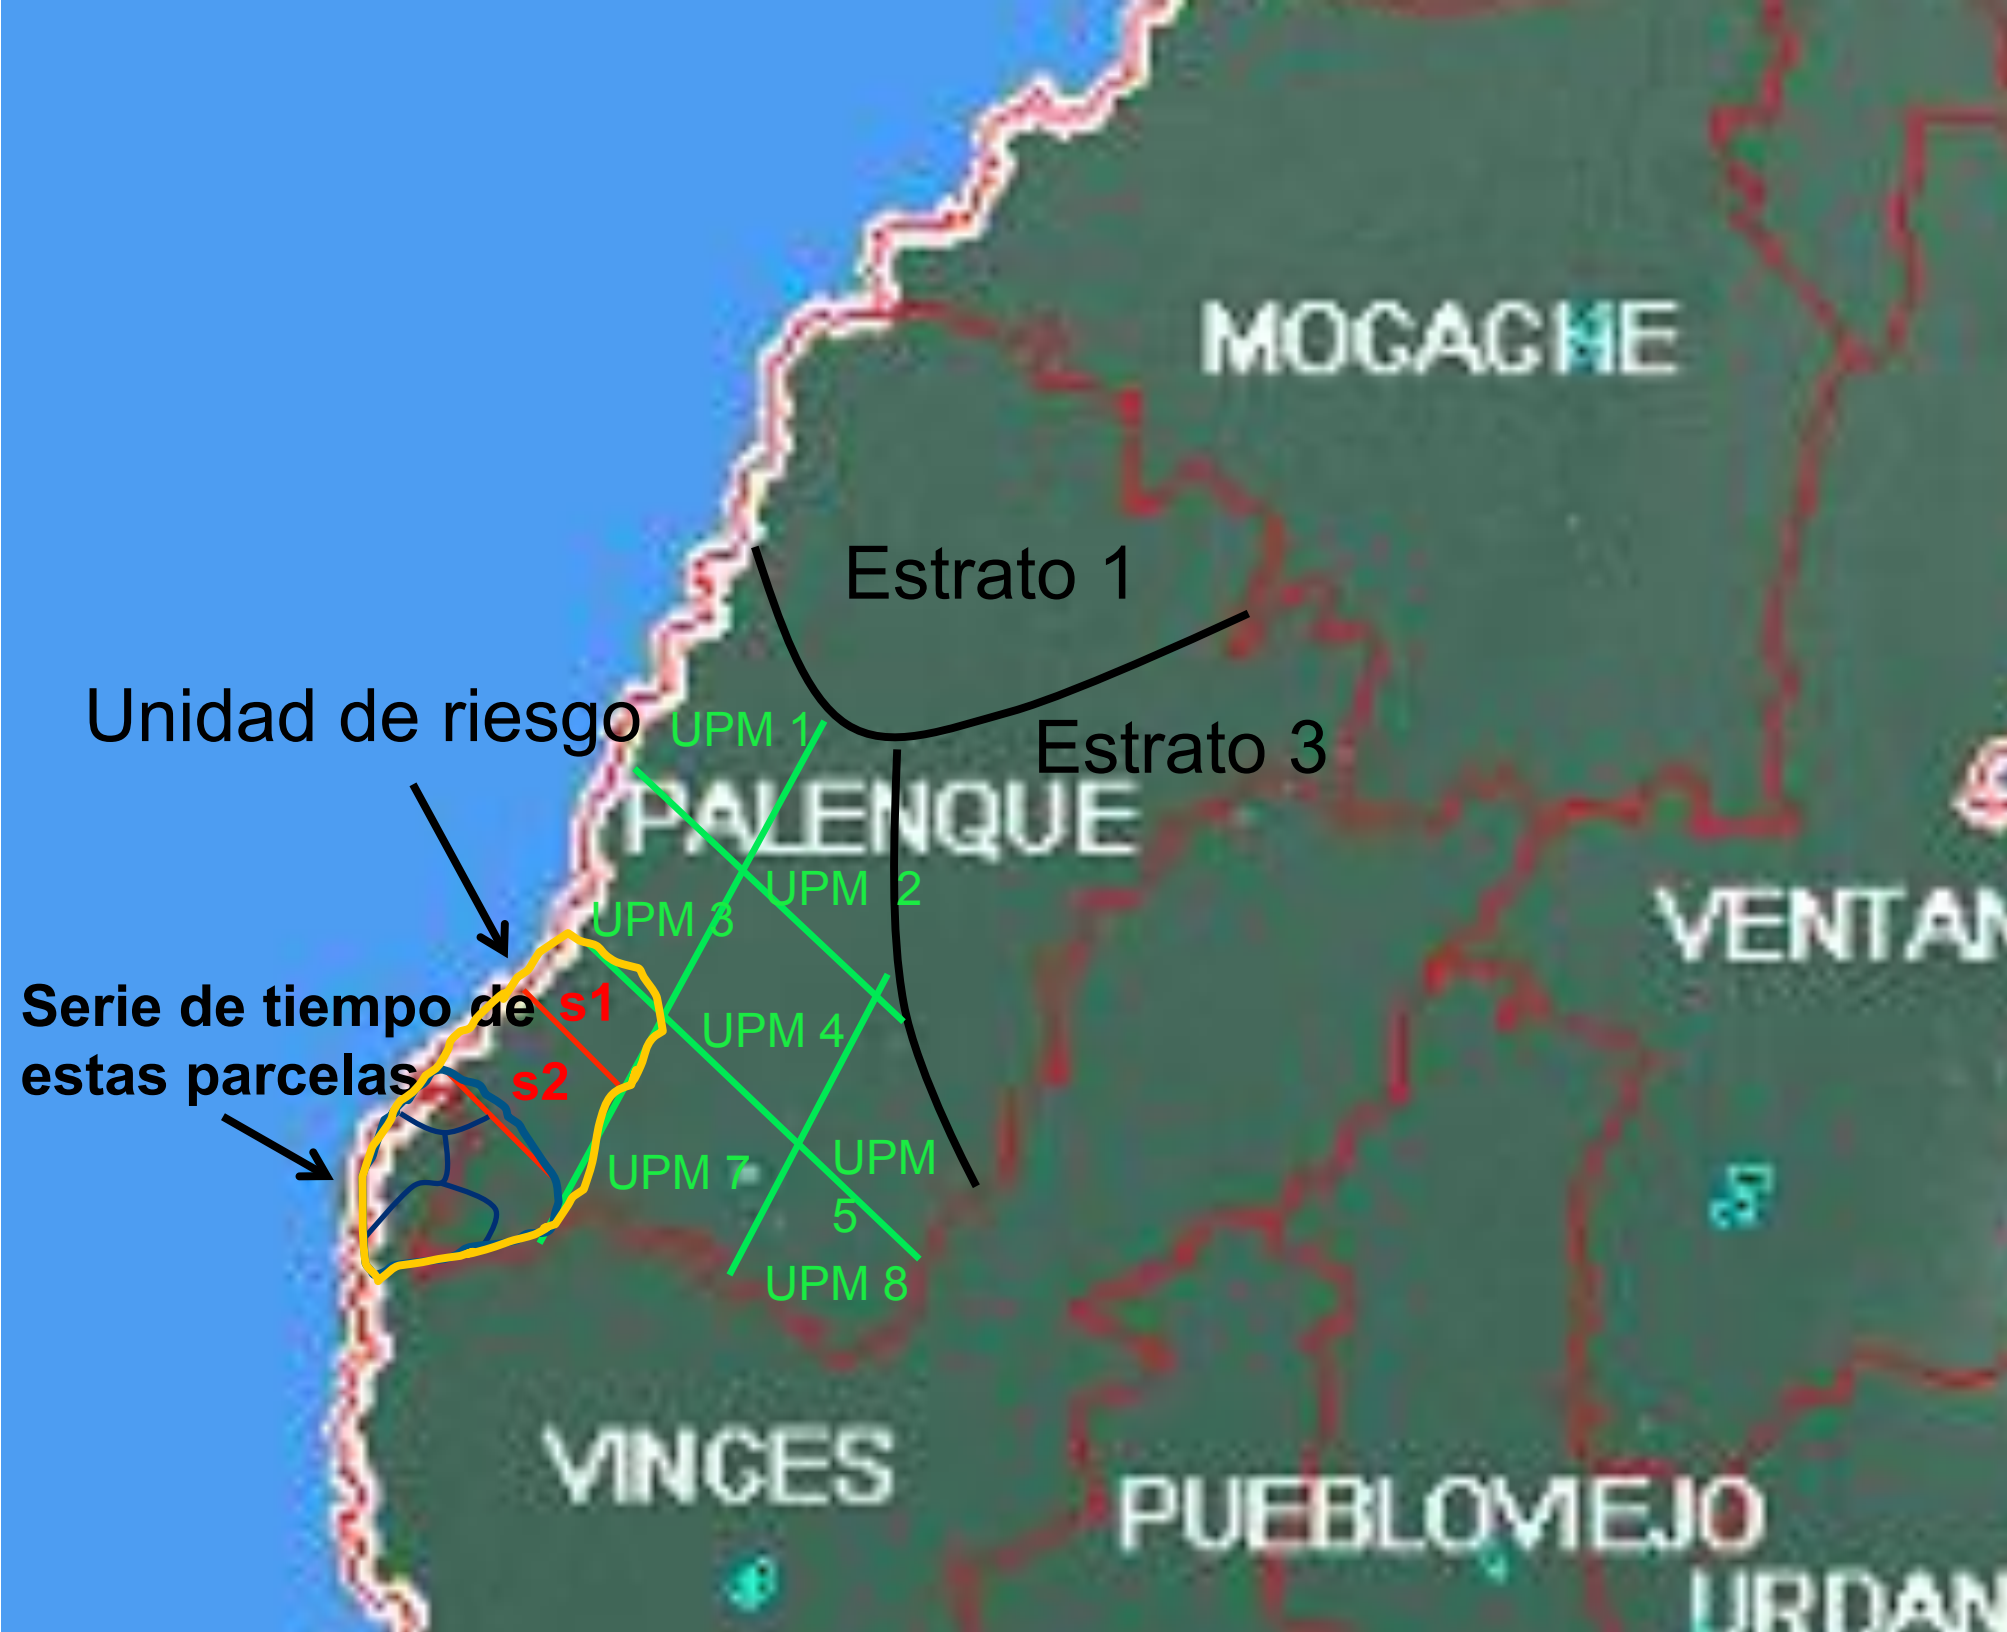 MOCACHE
Estrato 1
Unidad de riesgo
UPM 1
Estrato 3
PALENQUE
UPM 2
UPM 3
VENTAN
Serie de tiempo de
estas parcelas
s1
UPM 4
s2
UPM 7
UPM
5
UPM 8
VINCES
PUEBLOVIEJO
URDAN